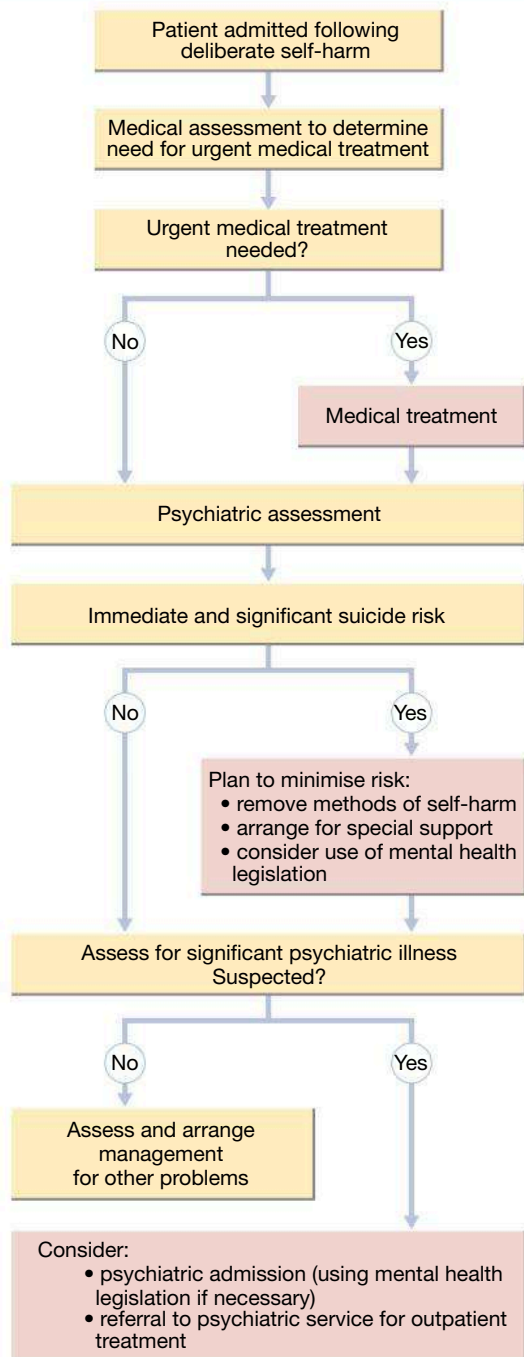 Patient admitted following
deliberate self-harm
Medical assessment to determine
need for urgent medical treatment
Urgent medical treatment
needed?
No
Yes
Medical treatment
Psychiatric assessment
Immediate and significant suicide risk
No
Yes
Plan to minimise risk:
• remove methods of self-harm
• arrange for special support
• consider use of mental health
legislation
Assess for significant psychiatric illness
Suspected?
No
Yes
Assess and arrange
management
for other problems
Consider:
• psychiatric admission (using mental health
legislation if necessary)
• referral to psychiatric service for outpatient
treatment